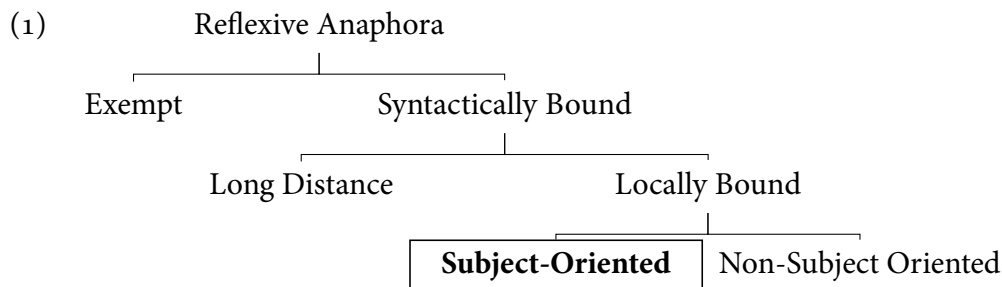 (1) Reflexive Anaphora
Exempt Syntactically Bound
Long Distance Locally Bound
Subject-Oriented Non-Subject Oriented